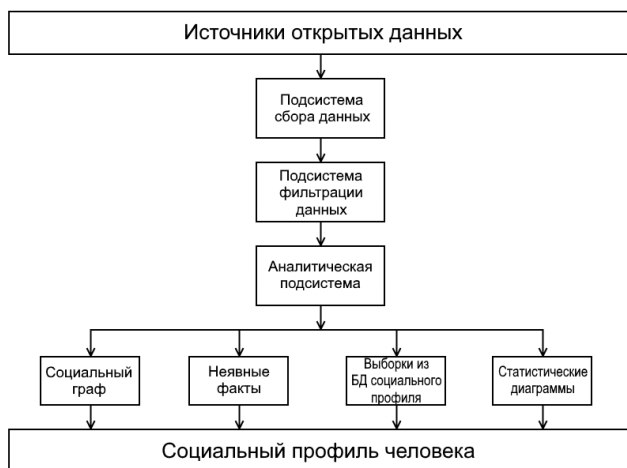 Источники открытых данных
Подсистема
сбора данных
Подсистема
фильтрации
данных
Аналитическая
подсистема
Социальный
граф
Неявные
факты
Выборки из
БД социального
профиля
Статистические
диаграммы
Социальный профиль человека